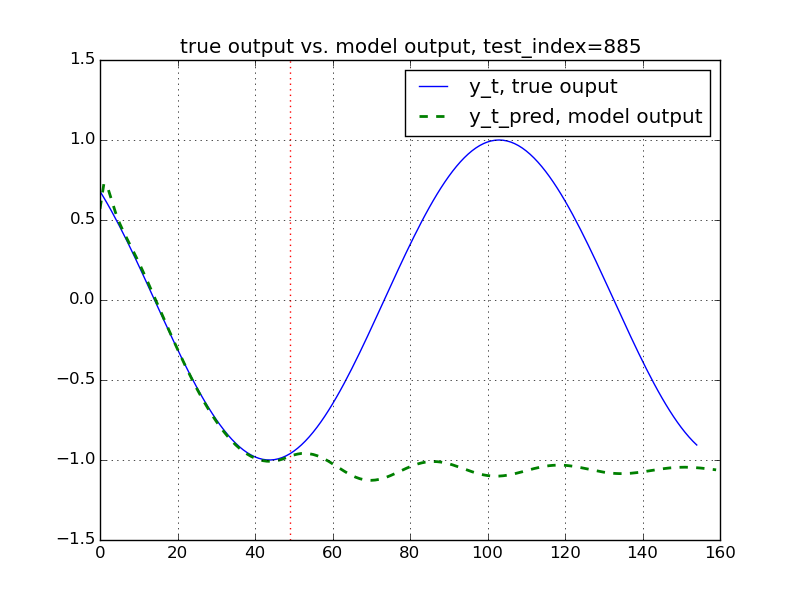 true output vs. model output, test_index=885
y_t, true ouput
y_t_pred, model output
1.5
1.0
0.5
0.0
−0.5
−1.0
−1.5
0 20 40 60 80 100 120 140 160